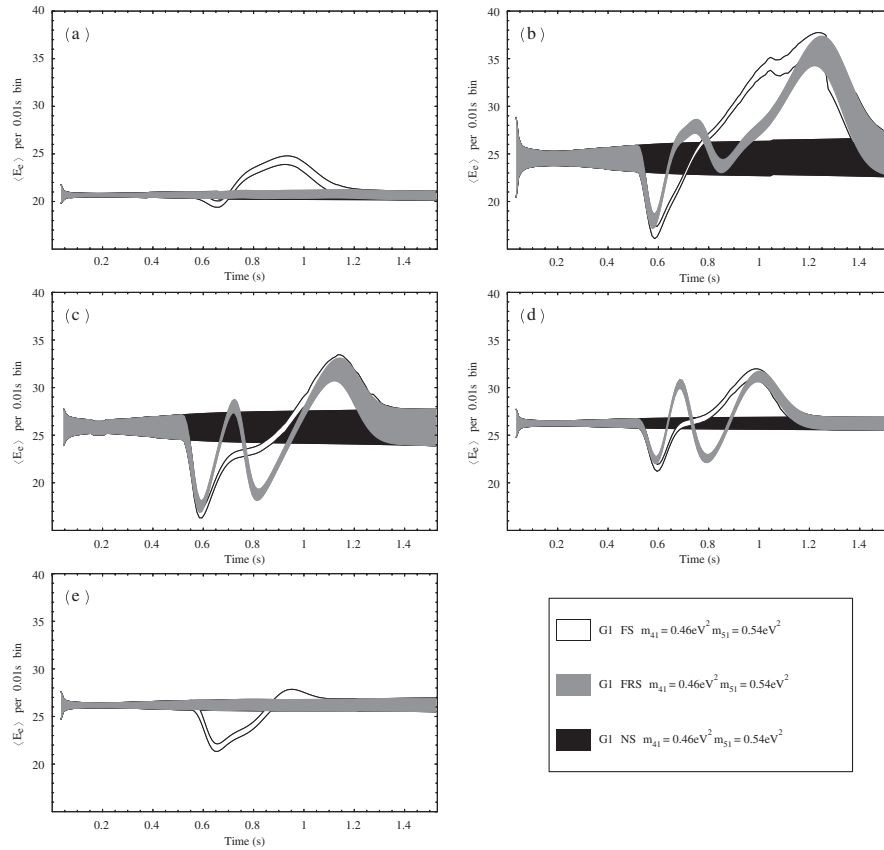 (a)
⟨E_e⟩ per 0.01s bin
40
35
30
25
20
0.2 0.4 0.6 0.8 1 1.2 1.4
Time (s)
(b)
⟨E_e⟩ per 0.01s bin
40
35
30
25
20
0.2 0.4 0.6 0.8 1 1.2 1.4
Time (s)
(c)
⟨E_e⟩ per 0.01s bin
40
35
30
25
20
0.2 0.4 0.6 0.8 1 1.2 1.4
Time (s)
(d)
⟨E_e⟩ per 0.01s bin
40
35
30
25
20
0.2 0.4 0.6 0.8 1 1.2 1.4
Time (s)
(e)
⟨E_e⟩ per 0.01s bin
40
35
30
25
20
0.2 0.4 0.6 0.8 1 1.2 1.4
Time (s)
G1 FS m₄₁ = 0.46eV² m₅₁ = 0.54eV²
G1 FRS m₄₁ = 0.46eV² m₅₁ = 0.54eV²
G1 NS m₄₁ = 0.46eV² m₅₁ = 0.54eV²